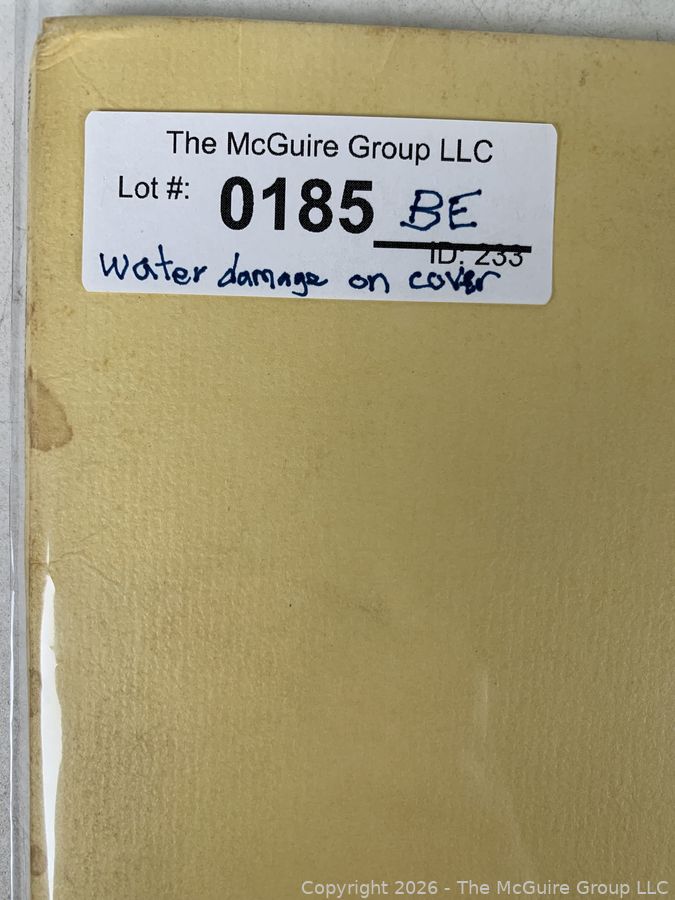 The McGuire Group LLC
Lot #: 0185 BE
ID: 233
Water damage on cover
Copyright 2026 - The McGuire Group LLC